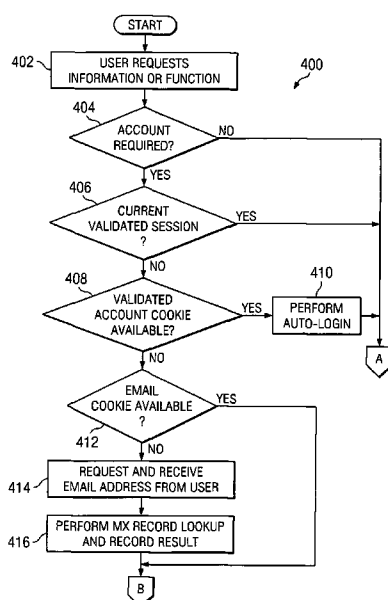 START
402
USER REQUESTS
INFORMATION OR FUNCTION
400
404
ACCOUNT
REQUIRED?
NO
YES
406
CURRENT
VALIDATED SESSION
?
YES
NO
408
VALIDATED
ACCOUNT COOKIE
AVAILABLE?
YES
410
PERFORM
AUTO-LOGIN
A
NO
EMAIL
COOKIE AVAILABLE
?
YES
412
NO
414
REQUEST AND RECEIVE
EMAIL ADDRESS FROM USER
416
PERFORM MX RECORD LOOKUP
AND RECORD RESULT
B